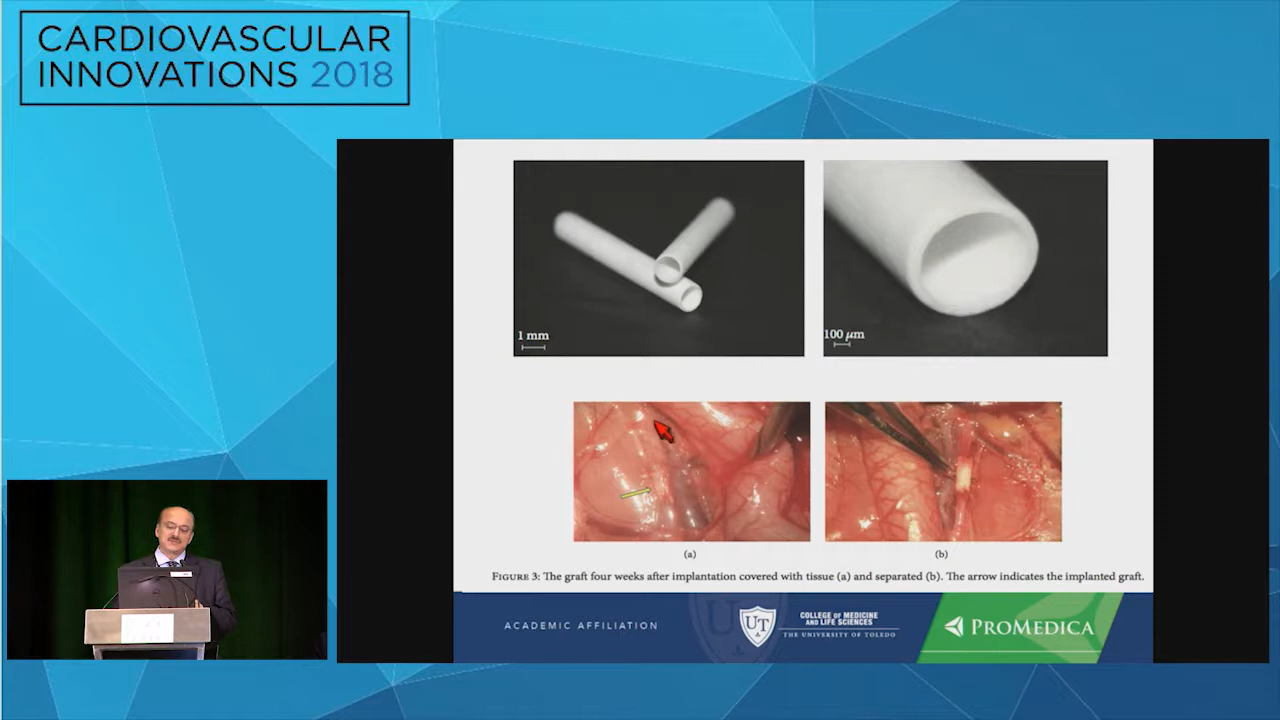 CARDIOVASCULAR
INNOVATIONS 2018
1 mm
100 μm
(a)
(b)
FIGURE 3: The graft four weeks after implantation covered with tissue (a) and separated (b). The arrow indicates the implanted graft.
ACADEMIC AFFILIATION
UT
COLLEGE OF MEDICINE
AND LIFE SCIENCES
THE UNIVERSITY OF TOLEDO
PROMEDICA